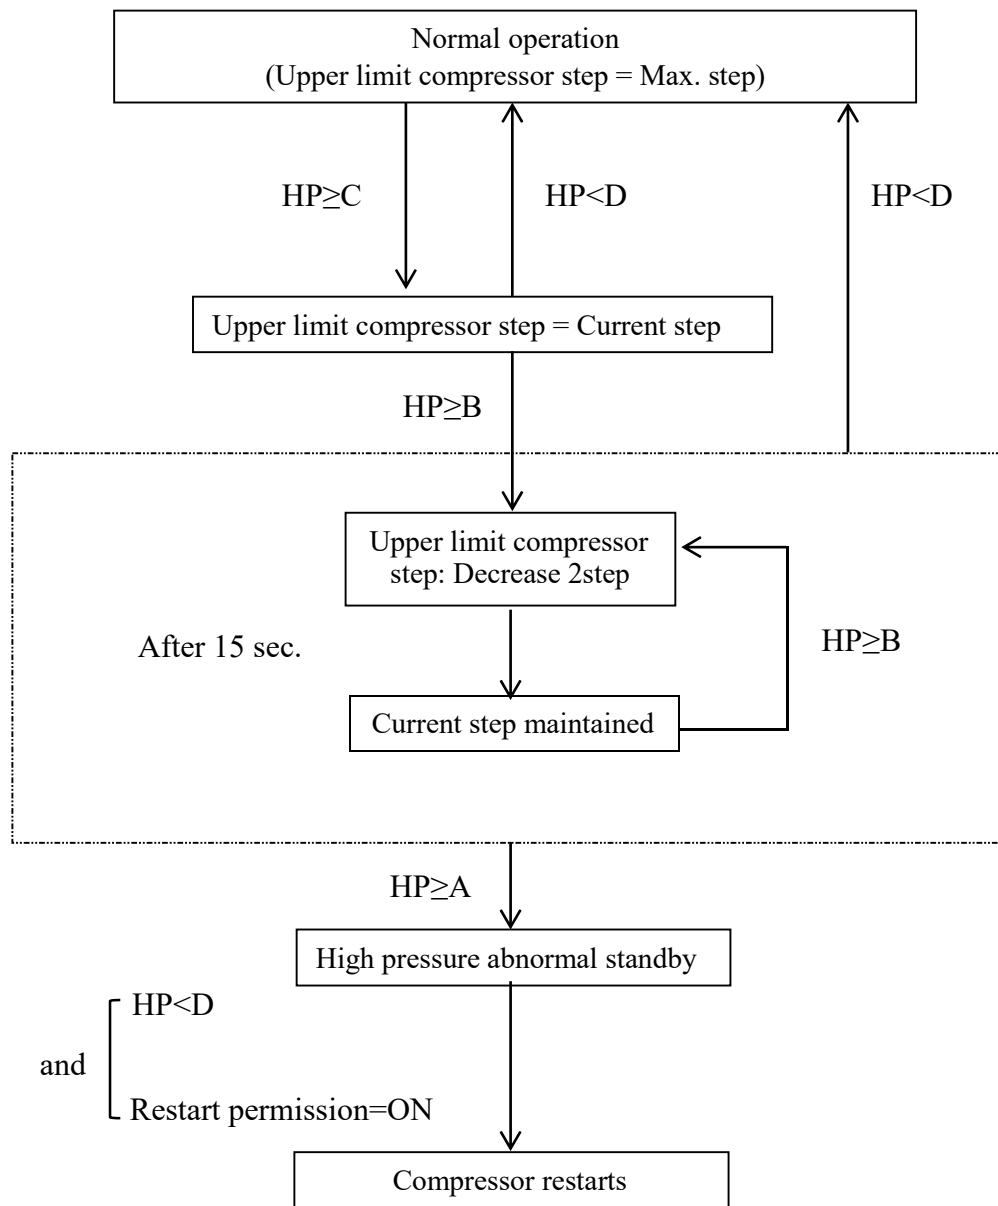 Normal operation
(Upper limit compressor step = Max. step)
HP≥C
HP<D
HP<D
Upper limit compressor step = Current step
HP≥B
Upper limit compressor
step: Decrease 2step
After 15 sec.
HP≥B
Current step maintained
HP≥A
High pressure abnormal standby
HP<D
and
Restart permission=ON
Compressor restarts